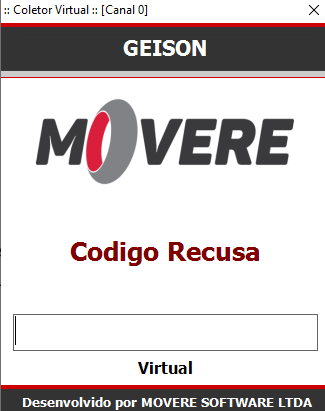 :: Coletor Virtual :: [Canal 0]
GEISON
MOVERE
Codigo Recusa
Virtual
Desenvolvido por MOVERE SOFTWARE LTDA